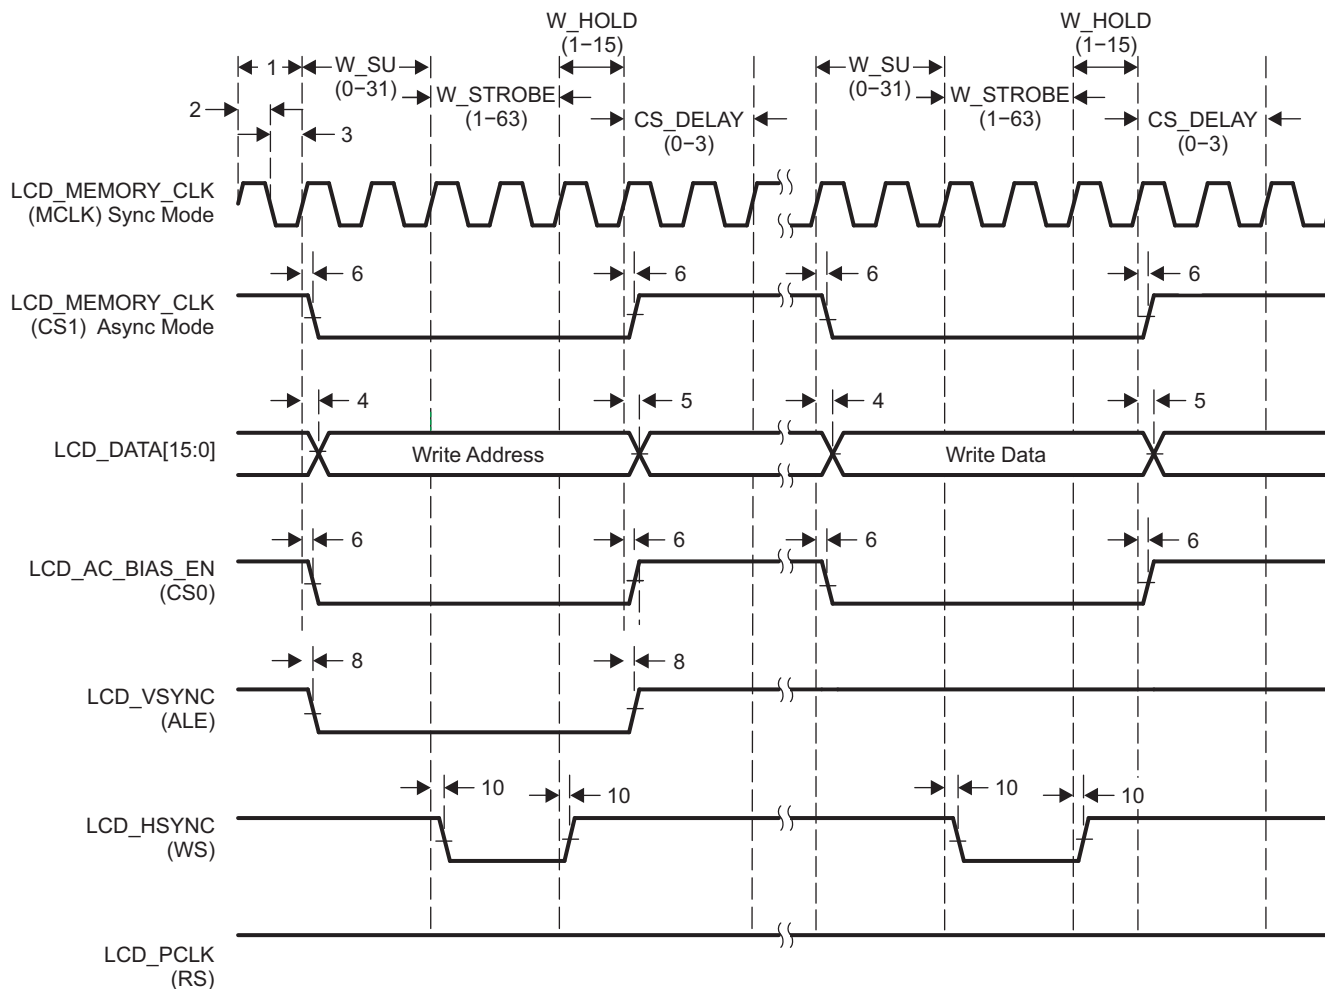 W_HOLD
(1−15)
W_HOLD
(1−15)
1
W_SU
(0−31)
W_SU
(0−31)
2
W_STROBE
(1−63)
W_STROBE
(1−63)
3
CS_DELAY
(0−3)
CS_DELAY
(0−3)
LCD_MEMORY_CLK
(MCLK) Sync Mode
6
6
6
6
LCD_MEMORY_CLK
(CS1) Async Mode
4
5
4
5
LCD_DATA[15:0]
Write Address
Write Data
6
6
6
6
LCD_AC_BIAS_EN
(CS0)
8
8
LCD_VSYNC
(ALE)
10
10
10
10
LCD_HSYNC
(WS)
LCD_PCLK
(RS)